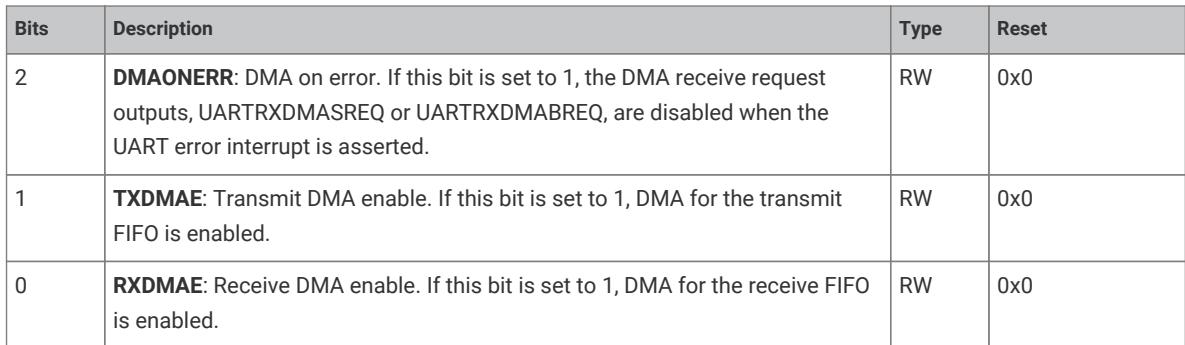 Bits Description Type Reset
2 DMAONERR: DMA on error. If this bit is set to 1, the DMA receive request RW 0x0
outputs, UARTRXDMASREQ or UARTRXDMABREQ, are disabled when the
UART error interrupt is asserted.
1 TXDMAE: Transmit DMA enable. If this bit is set to 1, DMA for the transmit RW 0x0
FIFO is enabled.
0 RXDMAE: Receive DMA enable. If this bit is set to 1, DMA for the receive FIFO RW 0x0
is enabled.